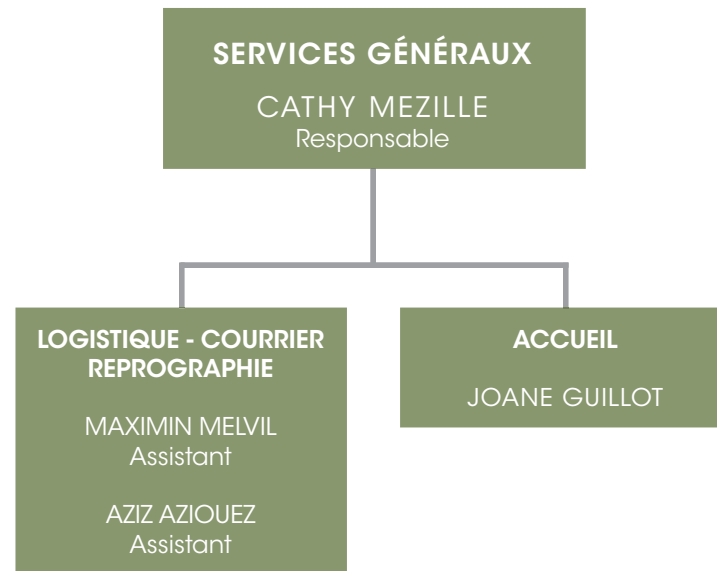 SERVICES GÉNÉRAUX
CATHY MEZILLE
Responsable
LOGISTIQUE - COURRIER
REPROGRAPHIE
MAXIMIN MELVIL
Assistant
AZIZ AZIOUEZ
Assistant
ACCUEIL
JOANE GUILLOT